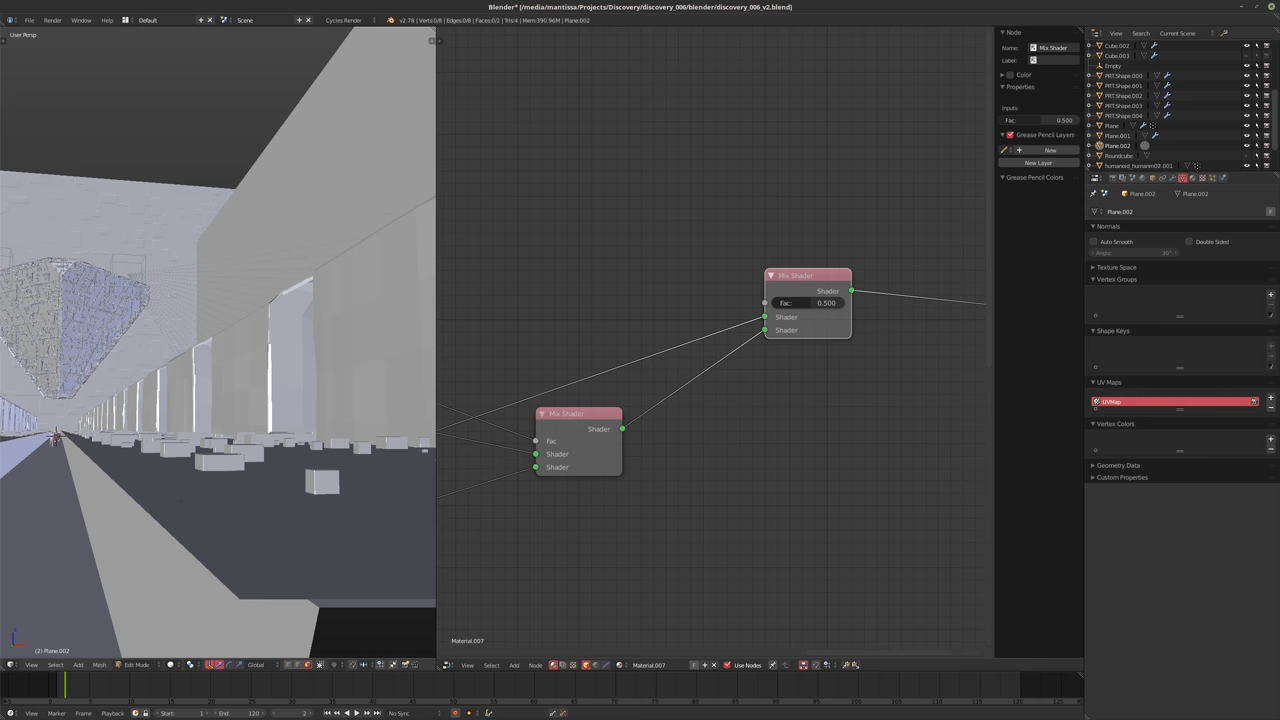 Blender* [/media/mantissa/Projects/Discovery/discovery_006/blender/discovery_006_v2.blend]
File Render Window Help Default Scene Cycles Render v2.78 | Verts:0/8 | Edges:0/8 | Faces:0/2 | Tris:4 | Mem:390.96M | Plane.002
User Persp
(2) Plane.002
View Select Add Mesh Edit Mode Global
Mix Shader
Shader
Fac: 0.500
Shader
Shader
Mix Shader
Shader
Fac
Shader
Shader
Material.007
View Select Add Node Material.007 F Use Nodes
Node
Name: Mix Shader
Label:
Color
Properties
Inputs:
Fac: 0.500
Grease Pencil Layers
New
New Layer
Grease Pencil Colors
View Search Current Scene
Cube.002
Cube.003
Empty
PRT.Shape.000
PRT.Shape.001
PRT.Shape.002
PRT.Shape.003
PRT.Shape.004
Plane
Plane.001
Plane.002
Roundcube
humanoid_humanm02.001
Plane.002 Plane.002
Plane.002 F
Normals
Auto Smooth Double Sided
Angle: 30°
Texture Space
Vertex Groups
Shape Keys
UV Maps
UVMap
Vertex Colors
Geometry Data
Custom Properties
View Marker Frame Playback Start: 1 End: 120 2 No Sync